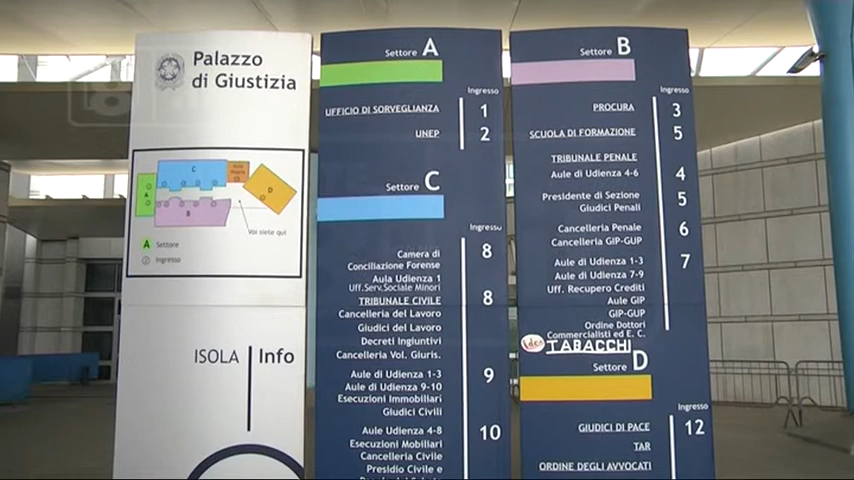 Palazzo
di Giustizia
C
Aula
Magna
A
D
B
Voi siete qui
A Settore
Ingresso
ISOLA Info
Settore A
Ingresso
UFFICIO DI SORVEGLIANZA 1
UNEP 2
Settore C
Ingresso
Camera di 8
Conciliazione Forense
Aula Udienza 1
Uff.Serv.Sociale Minori
TRIBUNALE CIVILE 8
Cancelleria del Lavoro
Giudici del Lavoro
Decreti Ingiuntivi
Cancelleria Vol. Giuris.
Aule di Udienza 1-3 9
Aule di Udienza 9-10
Esecuzioni Immobiliari
Giudici Civili
Aule Udienza 4-8 10
Esecuzioni Mobiliari
Cancelleria Civile
Presidio Civile e
Settore B
Ingresso
PROCURA 3
SCUOLA DI FORMAZIONE 5
TRIBUNALE PENALE
Aule di Udienza 4-6 4
Presidente di Sezione 5
Giudici Penali
Cancelleria Penale 6
Cancelleria GIP-GUP
Aule di Udienza 1-3 7
Aule di Udienza 7-9
Uff. Recupero Crediti
Aule GIP
GIP-GUP
Ordine Dottori
Commercialisti ed E. C.
idea TABACCHI
Settore D
Ingresso
GIUDICI DI PACE 12
TAR
ORDINE DEGLI AVVOCATI